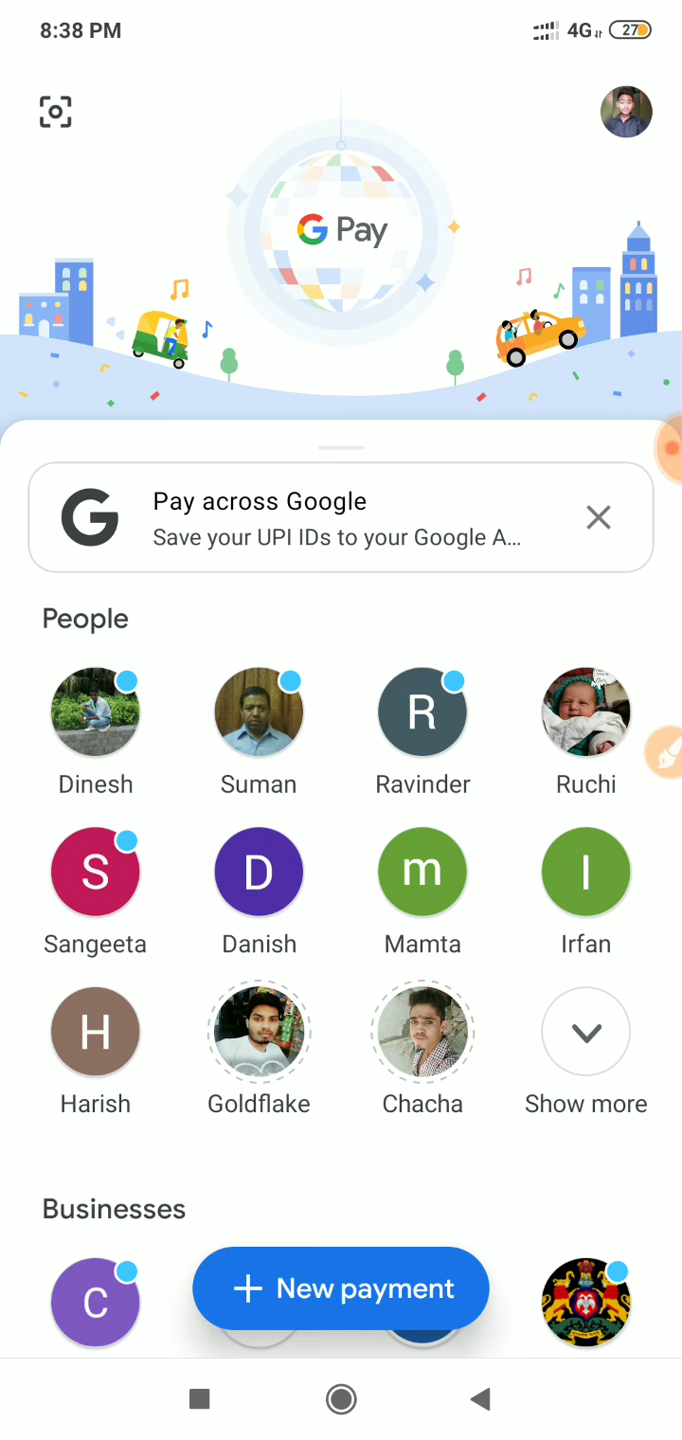 8:38 PM 4G 27
G Pay
Pay across Google
Save your UPI IDs to your Google A...
People
Dinesh Suman R Ravinder Ruchi
S Sangeeta D Danish m Mamta I Irfan
H Harish Goldflake Chacha Show more
Businesses
C
+ New payment